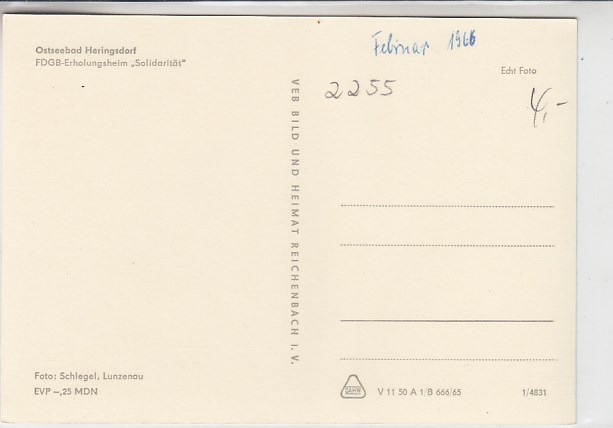 Ostseebad Heringsdorf
FDGB-Erholungsheim „Solidarität"
Februar 1966
Echt Foto
2255
4,-
VEB BILD UND HEIMAT REICHENBACH I. V.
Foto: Schlegel, Lunzenau
EVP –,25 MDN
V 11 50 A 1/B 666/65
1/4831